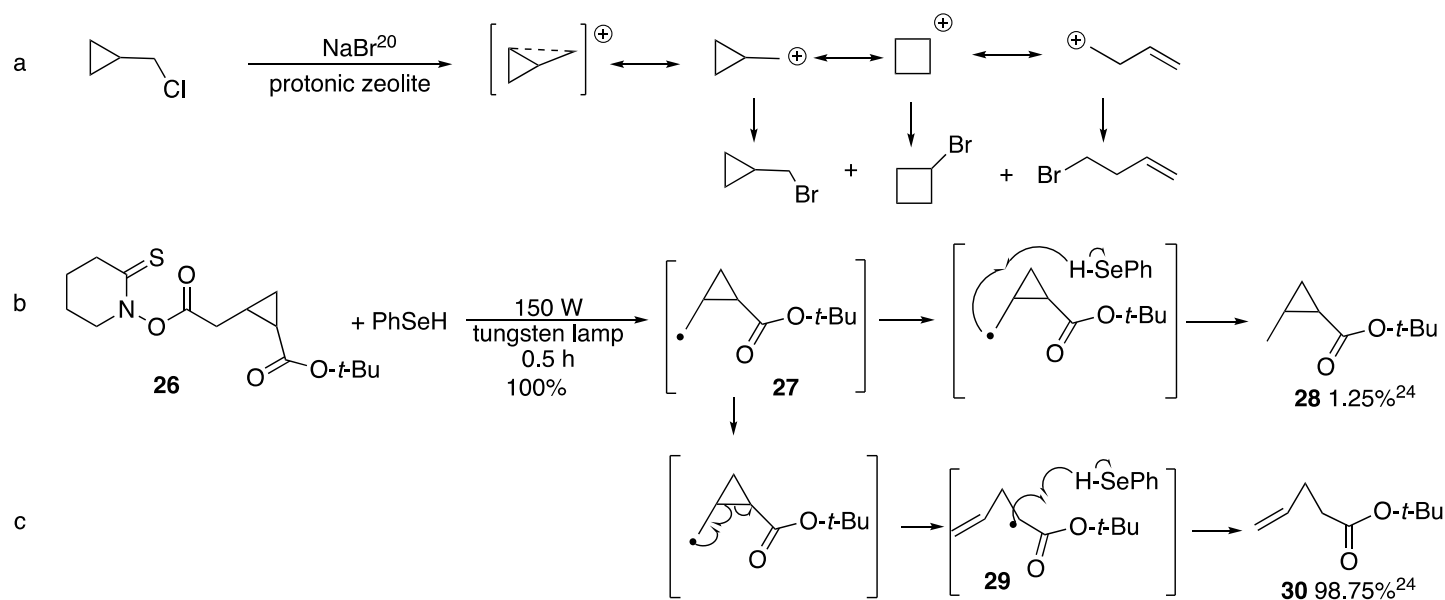 a
Cl
NaBr20
protonic zeolite
+
+
+
+
Br
+
Br
+
Br
b
S
N
O
O
O
O-t-Bu
26
+ PhSeH
150 W
tungsten lamp
0.5 h
100%
O-t-Bu
O
27
H-SePh
O-t-Bu
O
O-t-Bu
O
28 1.25%24
c
O-t-Bu
O
H-SePh
O-t-Bu
O
29
O-t-Bu
O
30 98.75%24